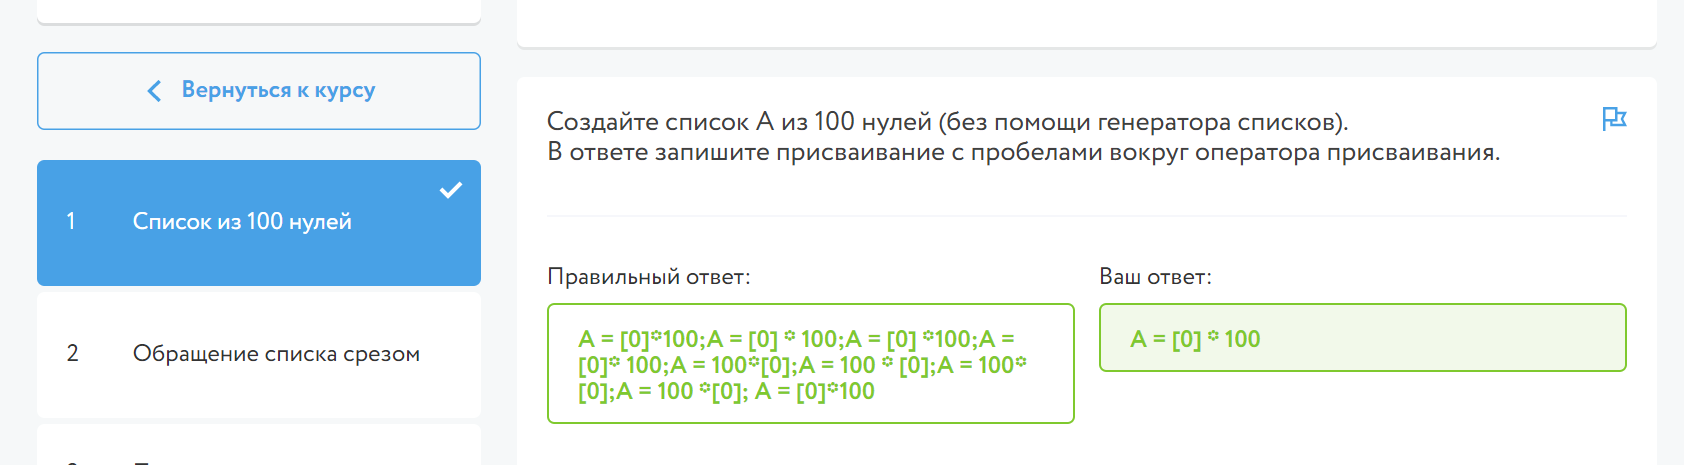 Вернуться к курсу
1 Список из 100 нулей
2 Обращение списка срезом
Создайте список А из 100 нулей (без помощи генератора списков).
В ответе запишите присваивание с пробелами вокруг оператора присваивания.
Правильный ответ:
A = [0]*100;A = [0] * 100;A = [0] *100;A =
[0]* 100;A = 100*[0];A = 100 * [0];A = 100*
[0];A = 100 *[0]; A = [0]*100
Ваш ответ:
A = [0] * 100